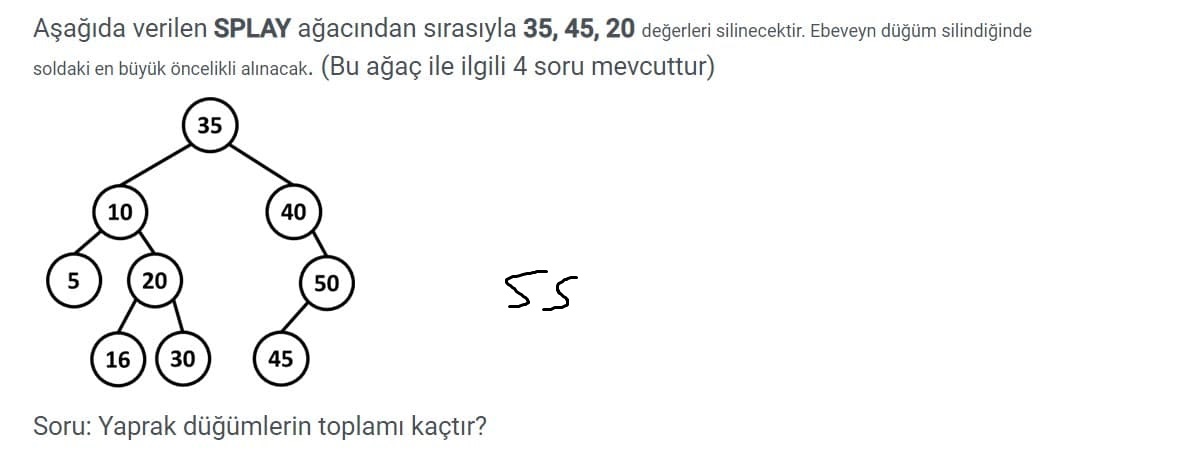 Aşağıda verilen SPLAY ağacından sırasıyla 35, 45, 20 değerleri silinecektir. Ebeveyn düğüm silindiğinde
soldaki en büyük öncelikli alınacak. (Bu ağaç ile ilgili 4 soru mevcuttur)
35
10 40
5 20 50
55
16 30 45
Soru: Yaprak düğümlerin toplamı kaçtır?